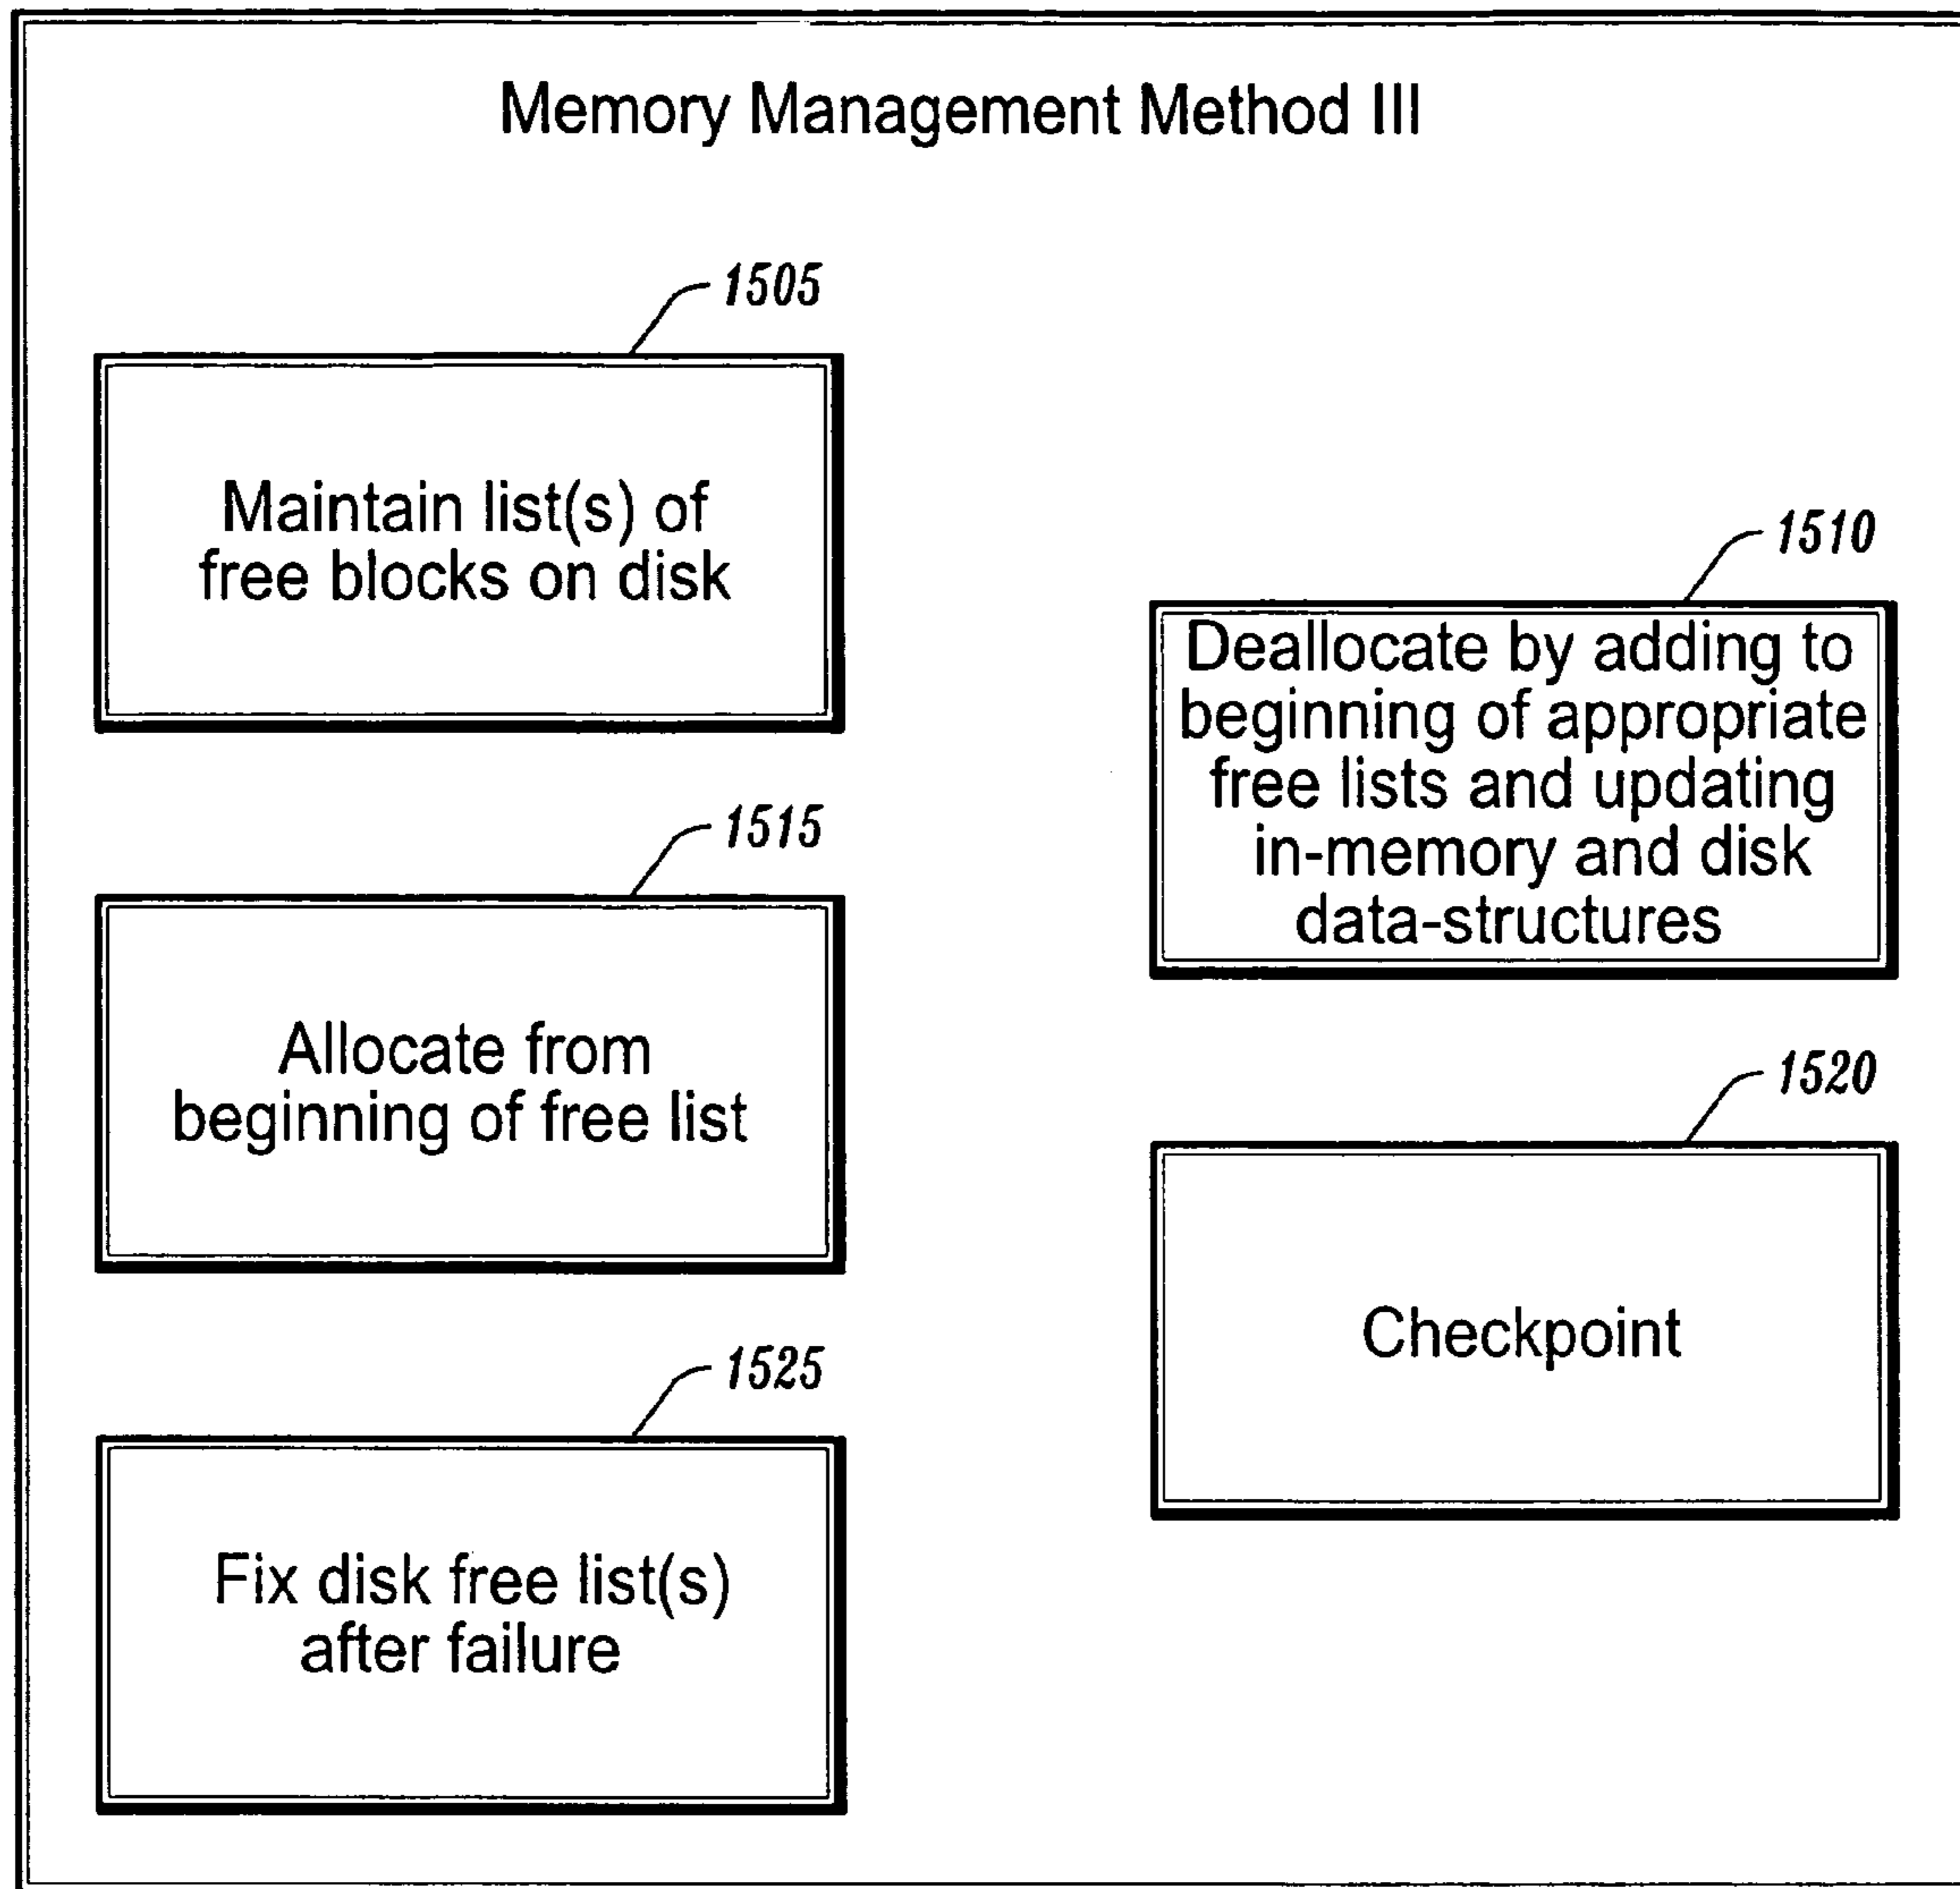 Memory Management Method III
1505
Maintain list(s) of
free blocks on disk
1510
Deallocate by adding to
beginning of appropriate
free lists and updating
in-memory and disk
data-structures
1515
Allocate from
beginning of free list
1520
Checkpoint
1525
Fix disk free list(s)
after failure